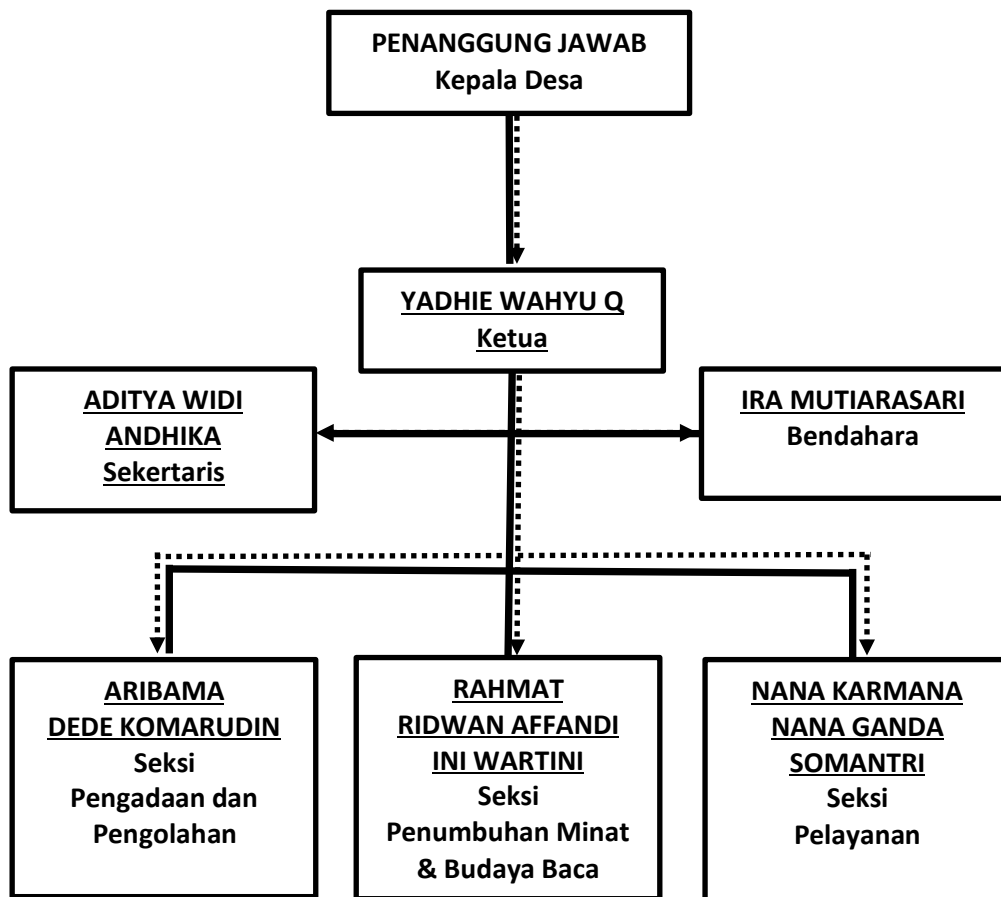 PENANGGUNG JAWAB
Kepala Desa
YADHIE WAHYU Q
Ketua
ADITYA WIDI
ANDHIKA
Sekertaris
IRA MUTIARASARI
Bendahara
ARIBAMA
DEDE KOMARUDIN
Seksi
Pengadaan dan
Pengolahan
RAHMAT
RIDWAN AFFANDI
INI WARTINI
Seksi
Penumbuhan Minat
& Budaya Baca
NANA KARMANA
NANA GANDA
SOMANTRI
Seksi
Pelayanan